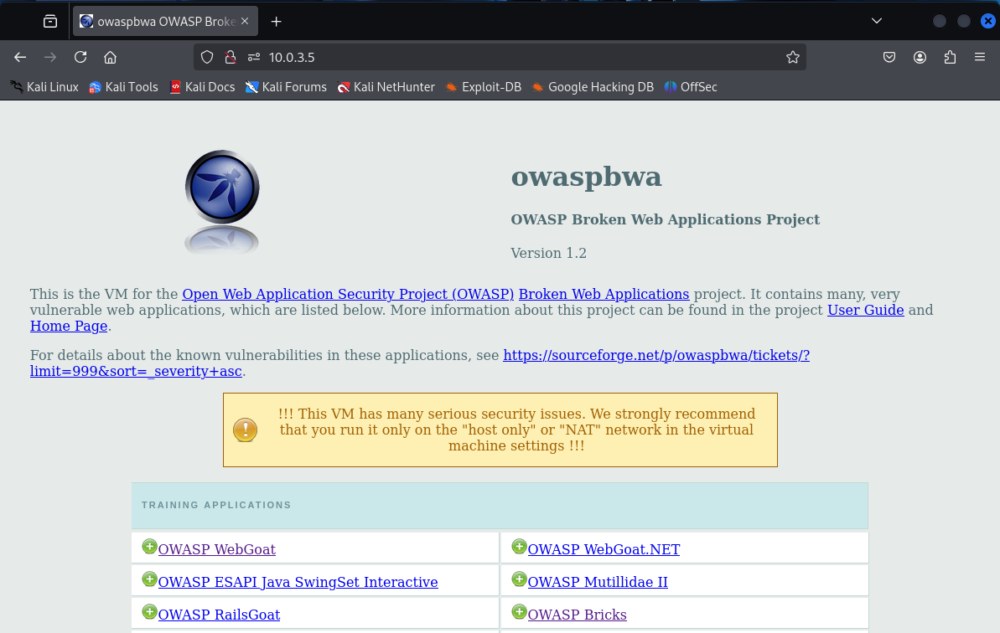 owaspbwa OWASP Broke
10.0.3.5
Kali Linux Kali Tools Kali Docs Kali Forums Kali NetHunter Exploit-DB Google Hacking DB OffSec
owaspbwa
OWASP Broken Web Applications Project
Version 1.2
This is the VM for the Open Web Application Security Project (OWASP) Broken Web Applications project. It contains many, very
vulnerable web applications, which are listed below. More information about this project can be found in the project User Guide and
Home Page.
For details about the known vulnerabilities in these applications, see https://sourceforge.net/p/owaspbwa/tickets/?
limit=999&sort=_severity+asc.
!!! This VM has many serious security issues. We strongly recommend
that you run it only on the "host only" or "NAT" network in the virtual
machine settings !!!
TRAINING APPLICATIONS
OWASP WebGoat OWASP WebGoat.NET
OWASP ESAPI Java SwingSet Interactive OWASP Mutillidae II
OWASP RailsGoat OWASP Bricks